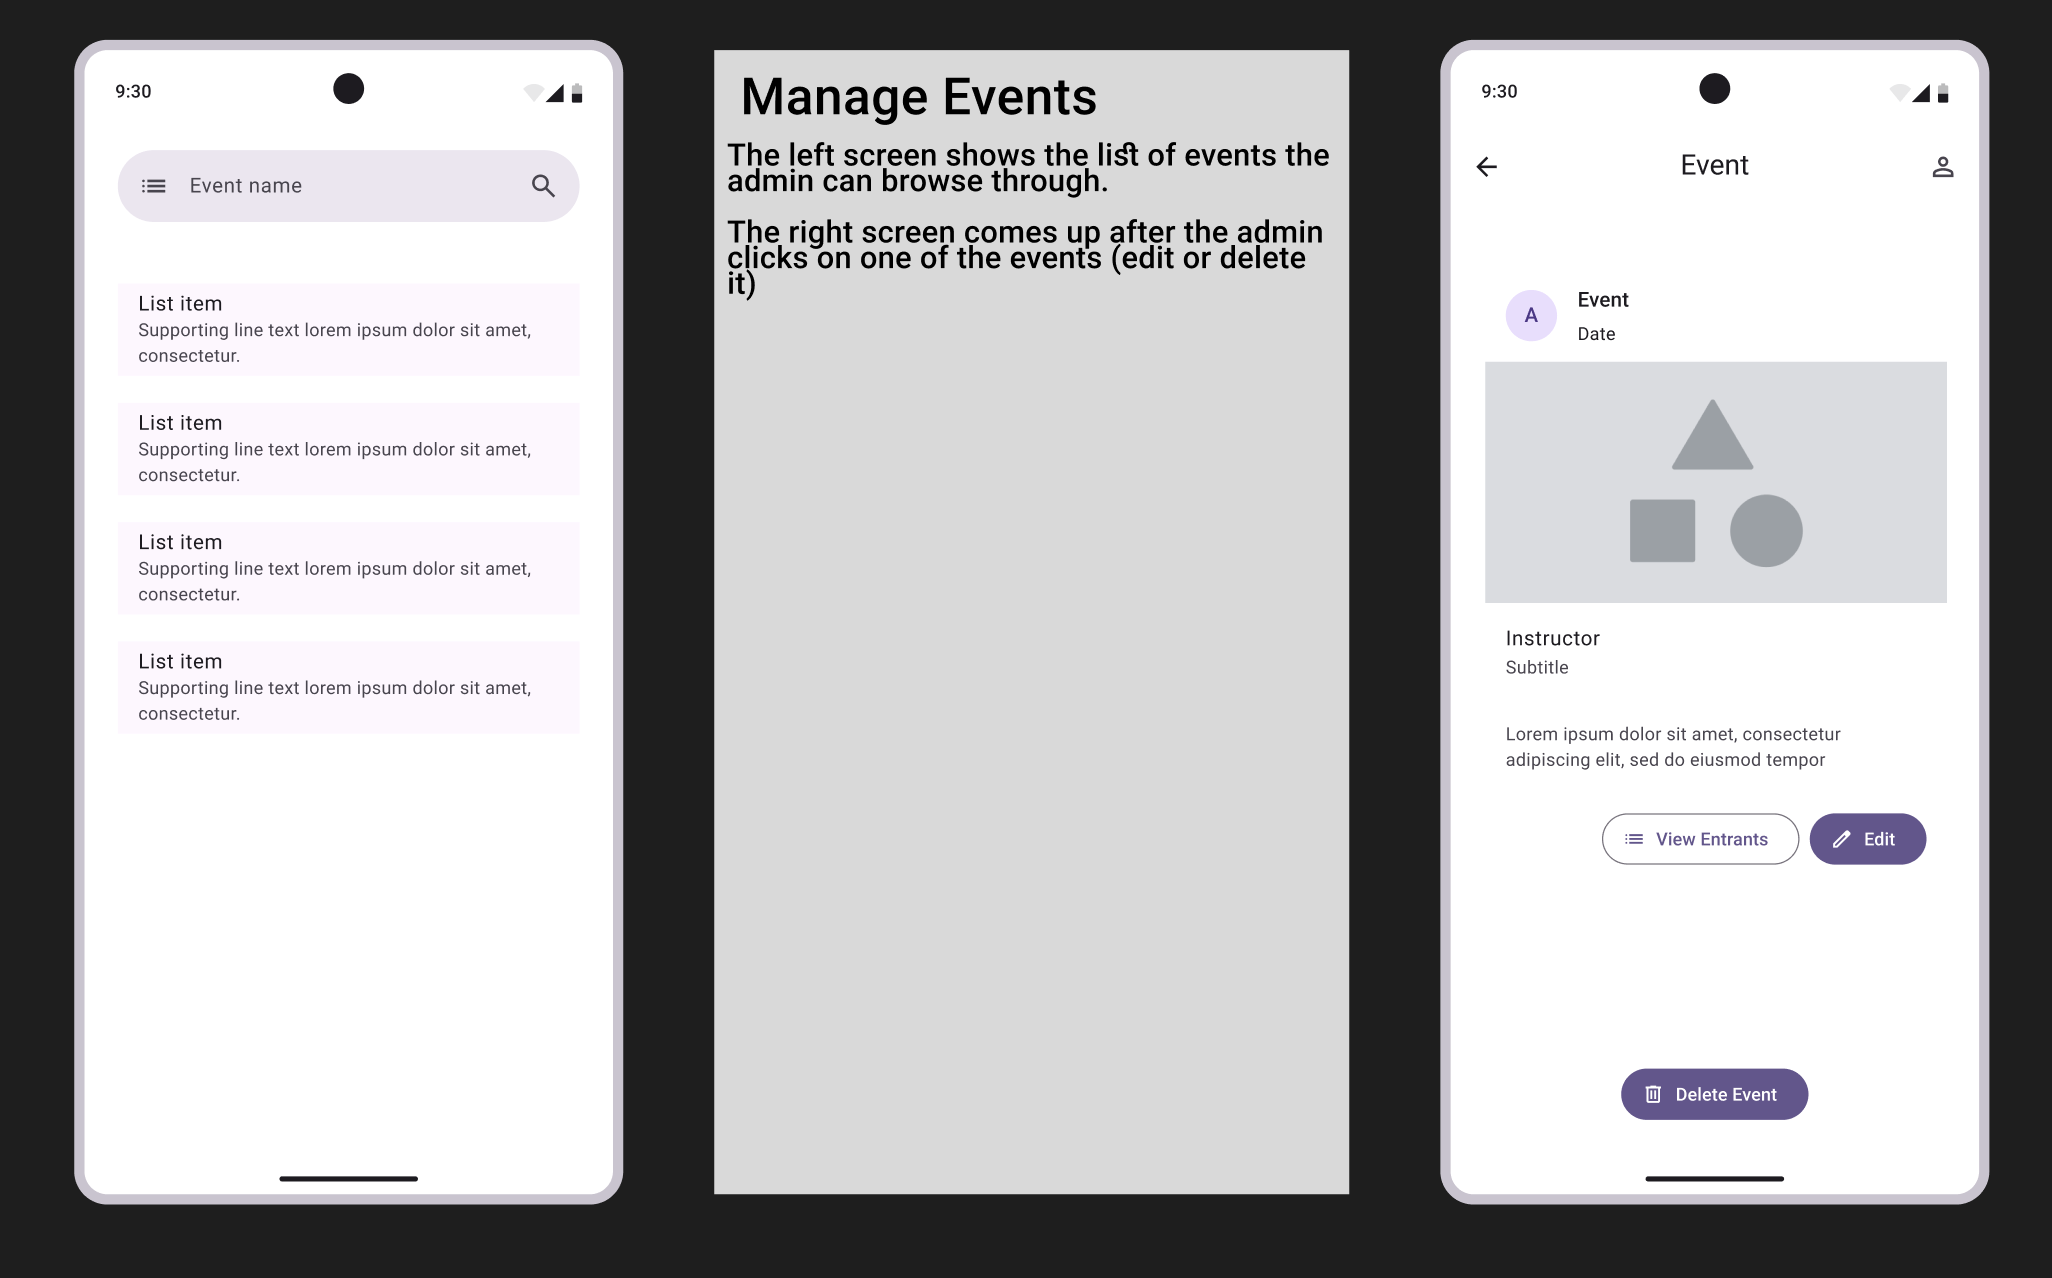 9:30
Event name
List item
Supporting line text lorem ipsum dolor sit amet,
consectetur.
List item
Supporting line text lorem ipsum dolor sit amet,
consectetur.
List item
Supporting line text lorem ipsum dolor sit amet,
consectetur.
List item
Supporting line text lorem ipsum dolor sit amet,
consectetur.
Manage Events
The left screen shows the list of events the
admin can browse through.
The right screen comes up after the admin
clicks on one of the events (edit or delete
it)
9:30
Event
A
Event
Date
Instructor
Subtitle
Lorem ipsum dolor sit amet, consectetur
adipiscing elit, sed do eiusmod tempor
View Entrants
Edit
Delete Event